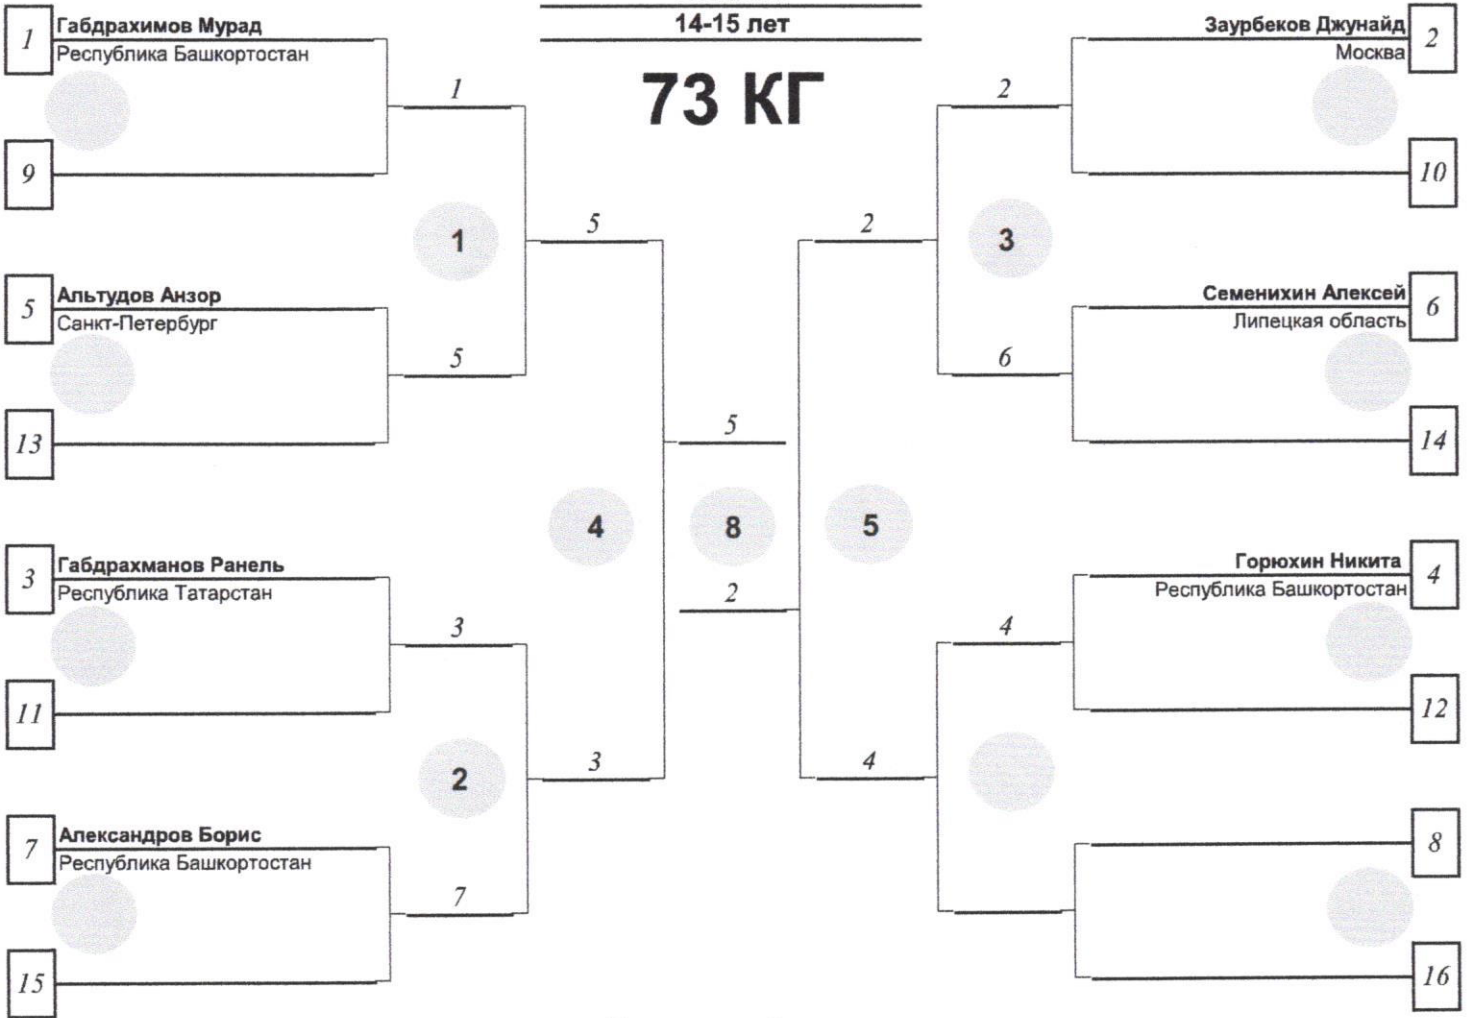 14-15 лет
73 КГ
1
Габдрахимов Мурад
Республика Башкортостан
9
1
5
Альтудов Анзор
Санкт-Петербург
13
5
1
5
3
Габдрахманов Ранель
Республика Татарстан
11
3
7
Александров Борис
Республика Башкортостан
15
7
2
3
4
5
8
2
5
2
4
3
2
6
Заурбеков Джунайд
2
Москва
10
Семенихин Алексей
6
Липецкая область
14
4
Горюхин Никита
4
Республика Башкортостан
12
8
16